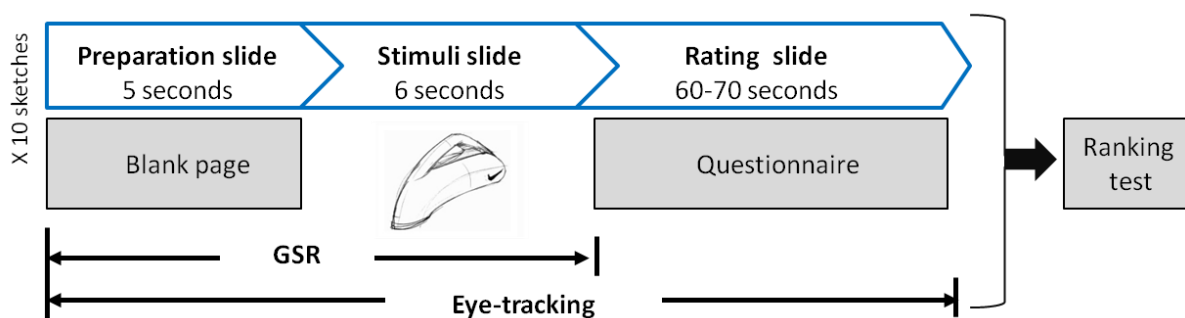 X 10 sketches
Preparation slide
5 seconds
Stimuli slide
6 seconds
Rating slide
60-70 seconds
Blank page
Questionnaire
Ranking
test
GSR
Eye-tracking